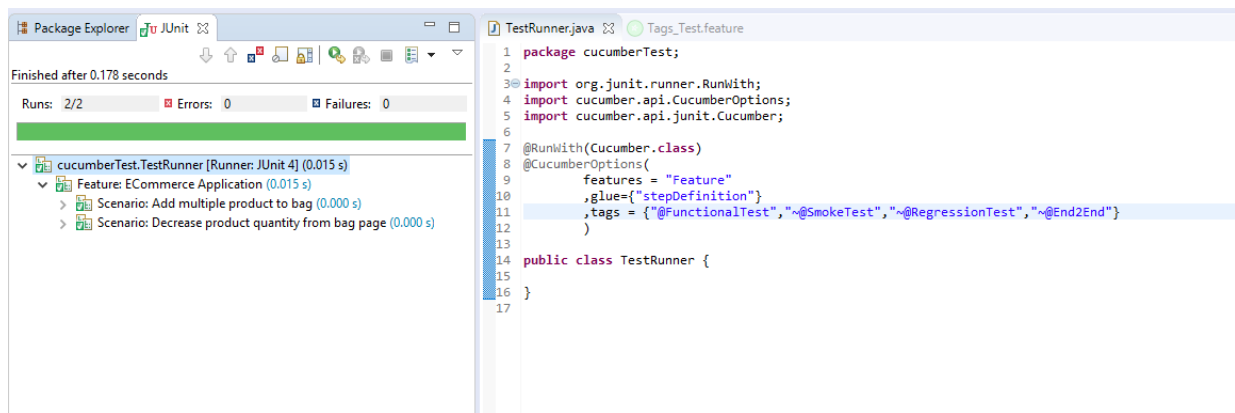 Package Explorer JUnit
Finished after 0.178 seconds
Runs: 2/2 Errors: 0 Failures: 0
cucumberTest.TestRunner [Runner: JUnit 4] (0.015 s)
Feature: ECommerce Application (0.015 s)
Scenario: Add multiple product to bag (0.000 s)
Scenario: Decrease product quantity from bag page (0.000 s)
TestRunner.java Tags_Test.feature
1 package cucumberTest;
2
3 import org.junit.runner.RunWith;
4 import cucumber.api.CucumberOptions;
5 import cucumber.api.junit.Cucumber;
6
7 @RunWith(Cucumber.class)
8 @CucumberOptions(
9 features = "Feature"
10 ,glue={"stepDefinition"}
11 ,tags = {"@FunctionalTest","~@SmokeTest","~@RegressionTest","~@End2End"}
12 )
13
14 public class TestRunner {
15
16 }
17